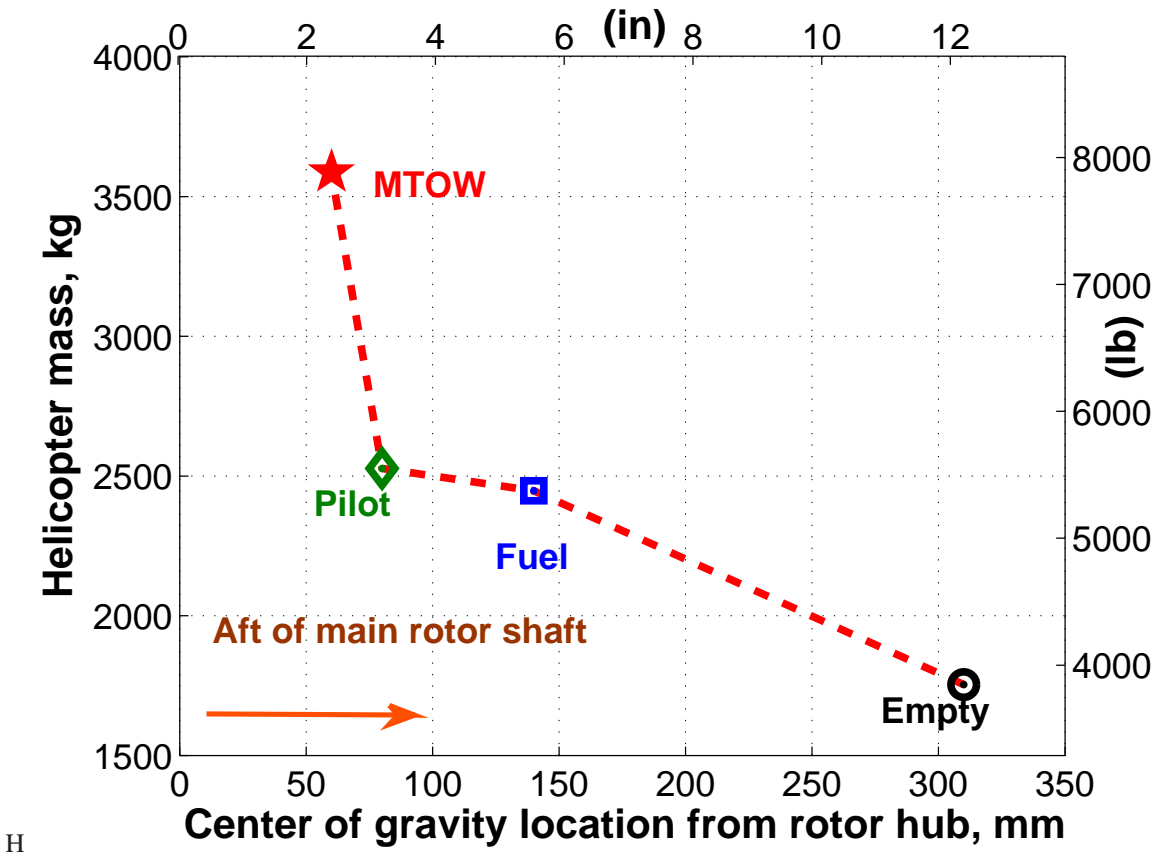 0 2 4 6 (in) 8 10 12
4000
3500
3000
2500
2000
1500
Helicopter mass, kg
8000
7000
6000
5000
4000
(lb)
MTOW
Pilot
Fuel
Aft of main rotor shaft
Empty
0 50 100 150 200 250 300 350
Center of gravity location from rotor hub, mm
H